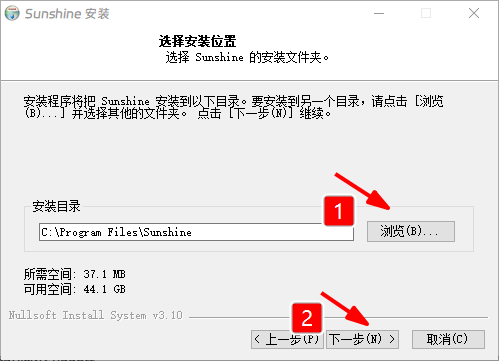 Sunshine 安装
选择安装位置
选择 Sunshine 的安装文件夹。
安装程序将把 Sunshine 安装到以下目录。要安装到另一个目录，请点击 [浏览
(B)...] 并选择其他的文件夹。 点击 [下一步(N)]继续。
安装目录
1
C:\Program Files\Sunshine
浏览(B)...
所需空间: 37.1 MB
可用空间: 44.1 GB
Nullsoft Install System v3.10
2
< 上一步(P)
下一步(N) >
取消(C)